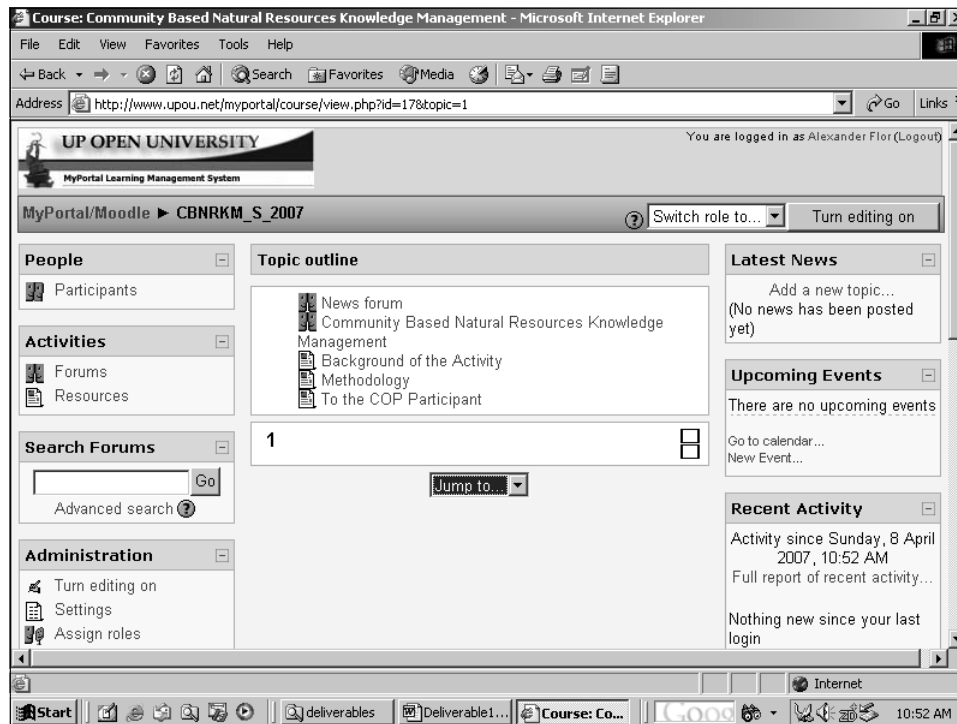 Course: Community Based Natural Resources Knowledge Management - Microsoft Internet Explorer
File Edit View Favorites Tools Help
Back Search Favorites Media
Address http://www.upou.net/myportal/course/view.php?id=17&topic=1 Go Links
UP OPEN UNIVERSITY
MyPortal Learning Management System
You are logged in as Alexander Flor (Logout)
MyPortal/Moodle ► CBNRKM_S_2007
? Switch role to... Turn editing on
People
Participants
Activities
Forums
Resources
Search Forums
Go
Advanced search ?
Administration
Turn editing on
Settings
Assign roles
Topic outline
News forum
Community Based Natural Resources Knowledge
Management
Background of the Activity
Methodology
To the COP Participant
1
Jump to...
Latest News
Add a new topic...
(No news has been posted
yet)
Upcoming Events
There are no upcoming events
Go to calendar...
New Event...
Recent Activity
Activity since Sunday, 8 April
2007, 10:52 AM
Full report of recent activity...
Nothing new since your last
login
Internet
Start deliverables Deliverable1... Course: Co... Goog 10:52 AM